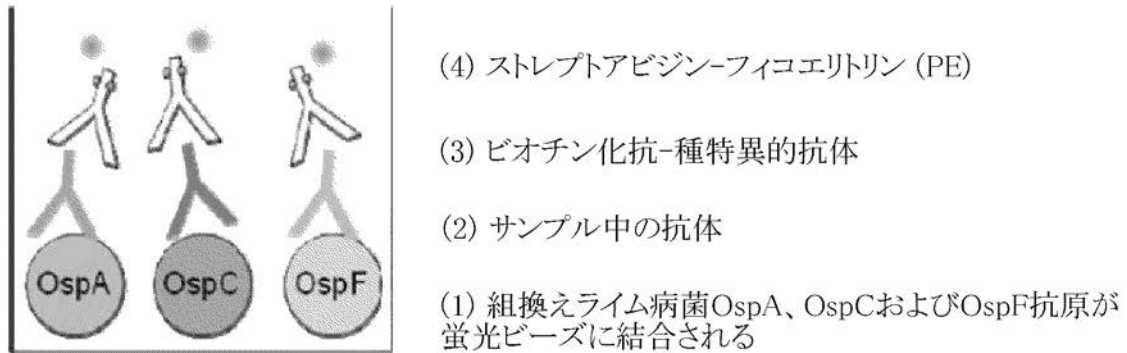 (4) ストレプトアビジン-フィコエリトリン (PE)
(3) ビオチン化抗-種特異的抗体
(2) サンプル中の抗体
OspA OspC OspF
(1) 組換えライム病菌OspA、OspCおよびOspF抗原が
蛍光ビーズに結合される